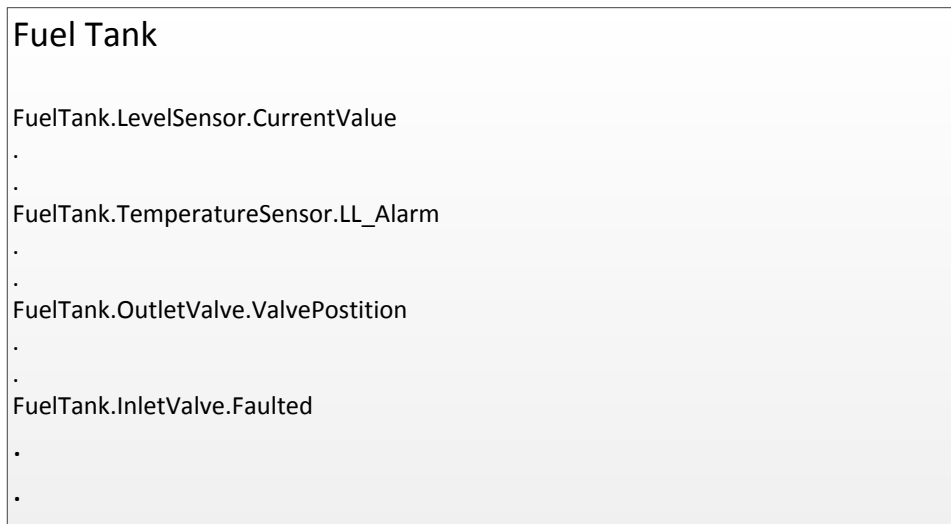 Fuel Tank
FuelTank.LevelSensor.CurrentValue
.
.
FuelTank.TemperatureSensor.LL_Alarm
.
.
FuelTank.OutletValve.ValvePostition
.
.
FuelTank.InletValve.Faulted
.
.